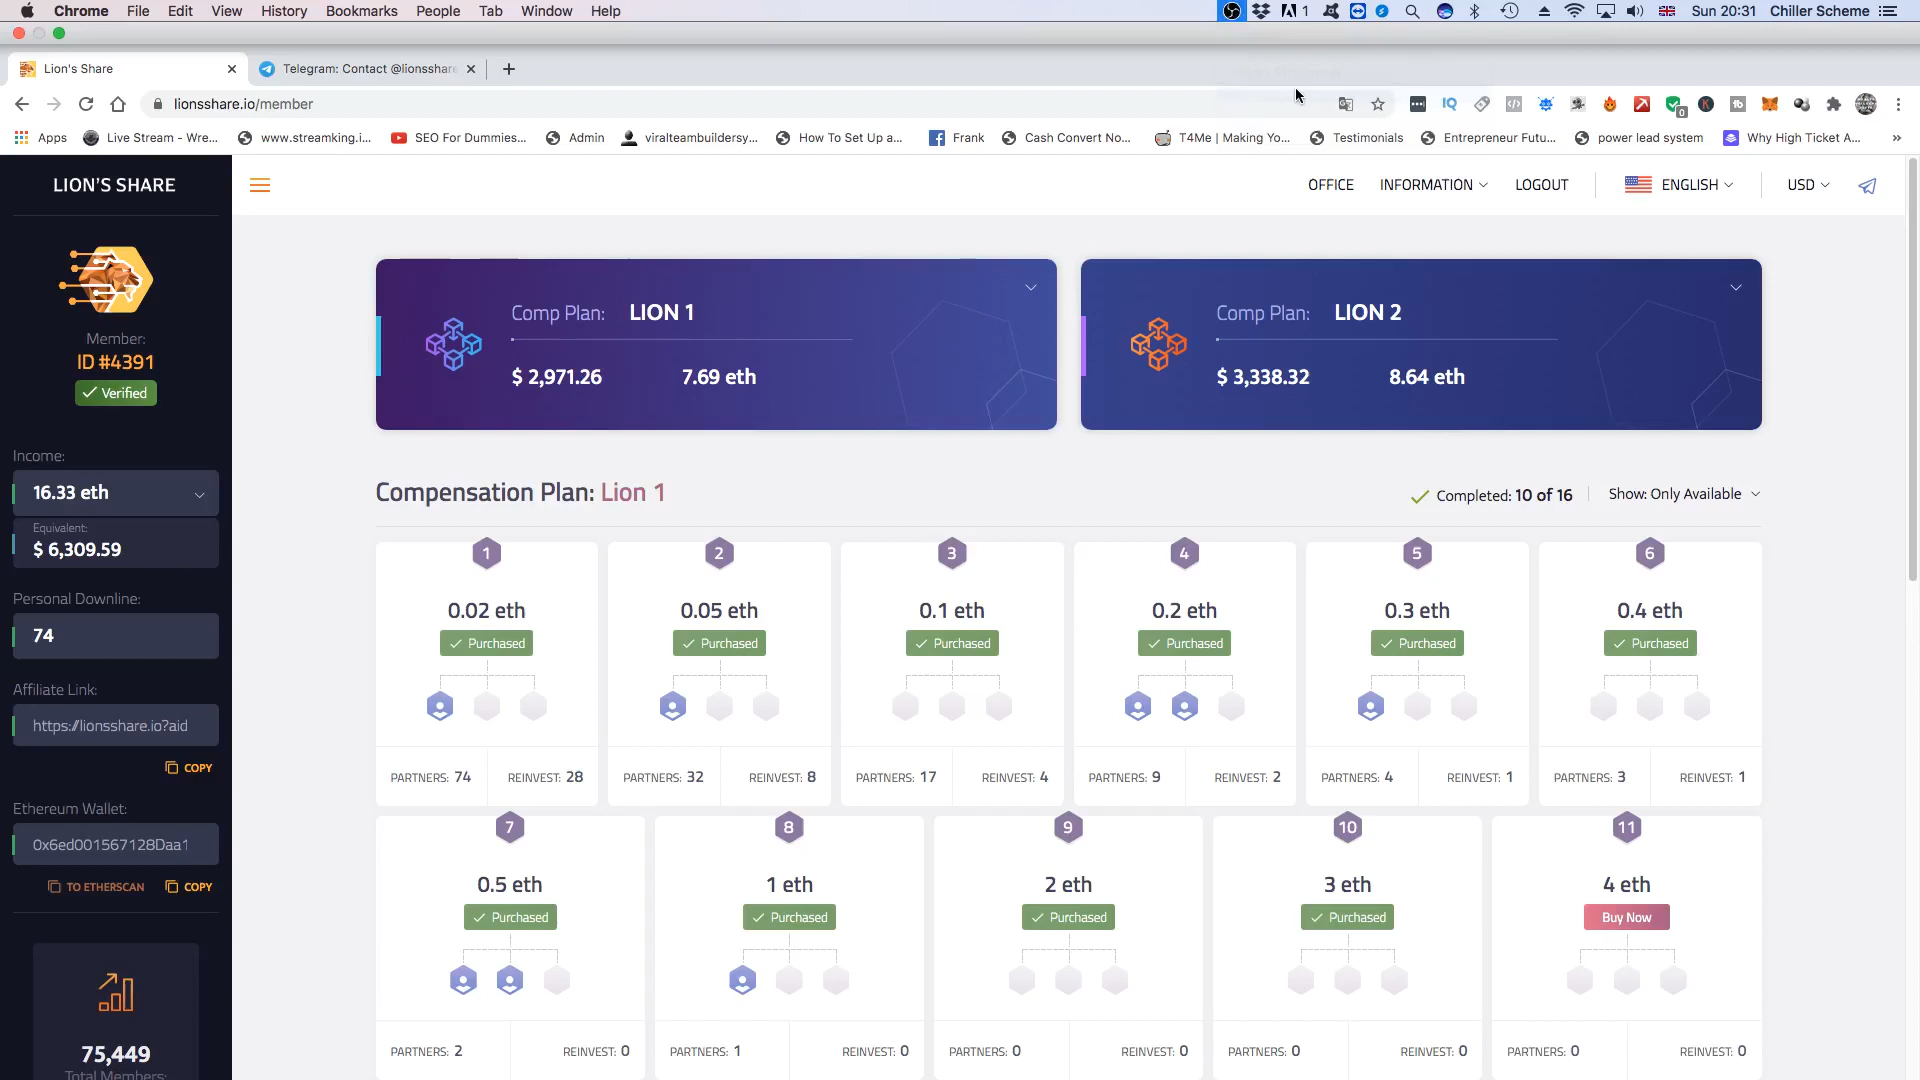 Chrome File Edit View History Bookmarks People Tab Window Help
1
Sun 20:31 Chiller Scheme
Lion's Share
Telegram: Contact @lionsshare
lionsshare.io/member
Apps Live Stream - Wre... www.streamking.i... SEO For Dummies... Admin viralteambuildersy... How To Set Up a... Frank Cash Convert No... T4Me | Making Yo... Testimonials Entrepreneur Futu... power lead system Why High Ticket A... »
LION'S SHARE
OFFICE INFORMATION LOGOUT ENGLISH USD
Member:
ID #4391
Verified
Income:
16.33 eth
Equivalent:
$ 6,309.59
Personal Downline:
74
Affiliate Link:
https://lionsshare.io?aid
COPY
Ethereum Wallet:
0x6ed001567128Daa1
TO ETHERSCAN COPY
75,449
Total Members:
Comp Plan: LION 1
$ 2,971.26 7.69 eth
Comp Plan: LION 2
$ 3,338.32 8.64 eth
Compensation Plan: Lion 1
Completed: 10 of 16
Show: Only Available
1 2 3 4 5 6
0.02 eth 0.05 eth 0.1 eth 0.2 eth 0.3 eth 0.4 eth
Purchased Purchased Purchased Purchased Purchased Purchased
PARTNERS: 74 REINVEST: 28 PARTNERS: 32 REINVEST: 8 PARTNERS: 17 REINVEST: 4 PARTNERS: 9 REINVEST: 2 PARTNERS: 4 REINVEST: 1 PARTNERS: 3 REINVEST: 1
7 8 9 10 11
0.5 eth 1 eth 2 eth 3 eth 4 eth
Purchased Purchased Purchased Purchased Buy Now
PARTNERS: 2 REINVEST: 0 PARTNERS: 1 REINVEST: 0 PARTNERS: 0 REINVEST: 0 PARTNERS: 0 REINVEST: 0 PARTNERS: 0 REINVEST: 0